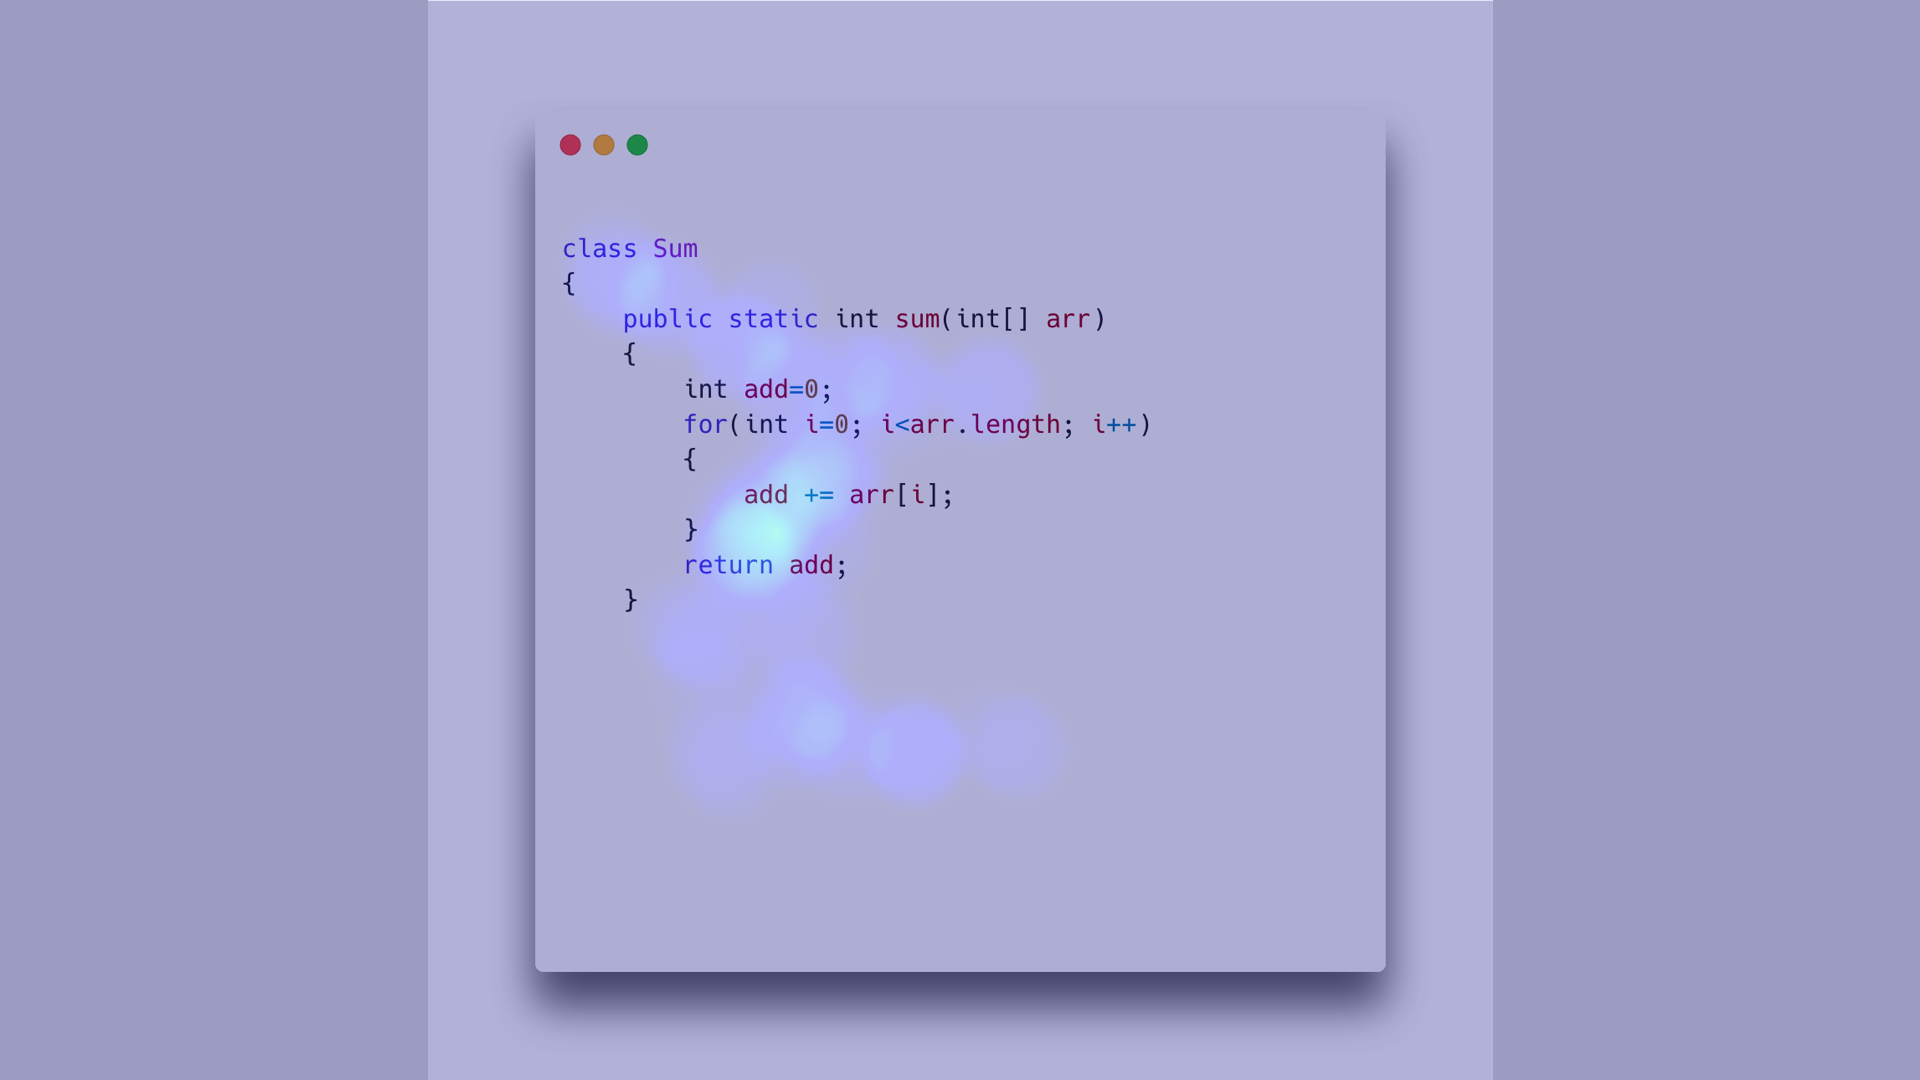 class Sum
{
    public static int sum(int[] arr)
    {
        int add=0;
        for(int i=0; i<arr.length; i++)
        {
            add += arr[i];
        }
        return add;
    }